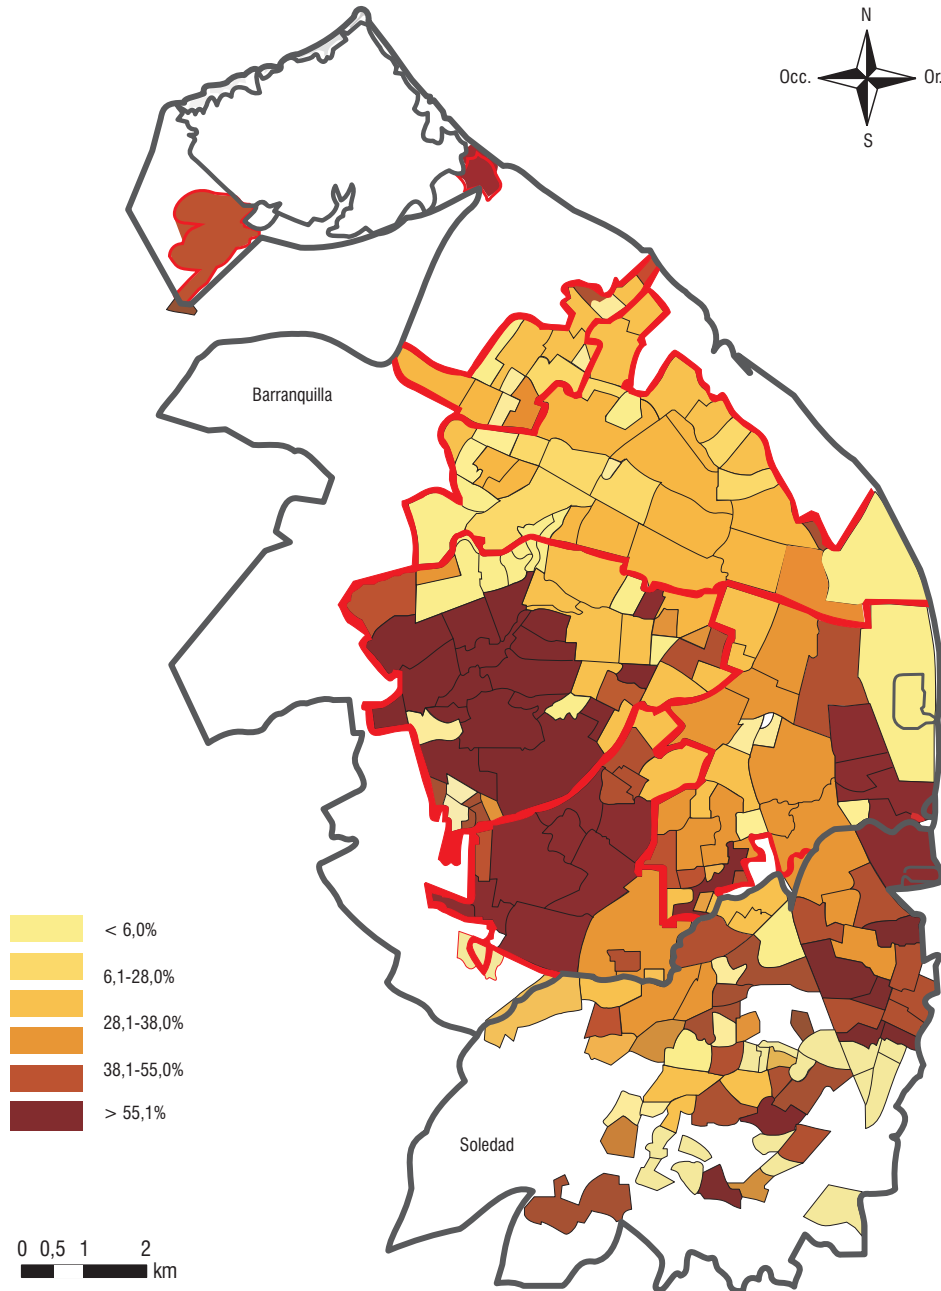 N
Occ.
Or.
S
Barranquilla
< 6,0%
6,1-28,0%
28,1-38,0%
38,1-55,0%
> 55,1%
Soledad
0 0,5 1 2
km